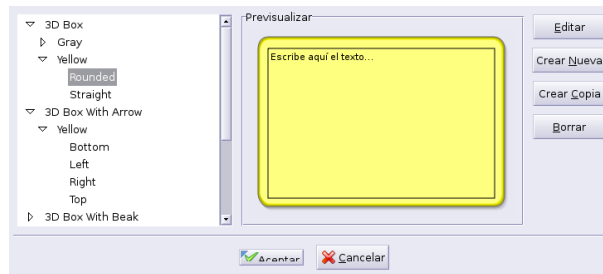 3D Box
Gray
Yellow
Rounded
Straight
3D Box With Arrow
Yellow
Bottom
Left
Right
Top
3D Box With Beak
Previsualizar
Escribe aquí el texto...
Editar
Crear Nueva
Crear Copia
Borrar
Aceptar
Cancelar